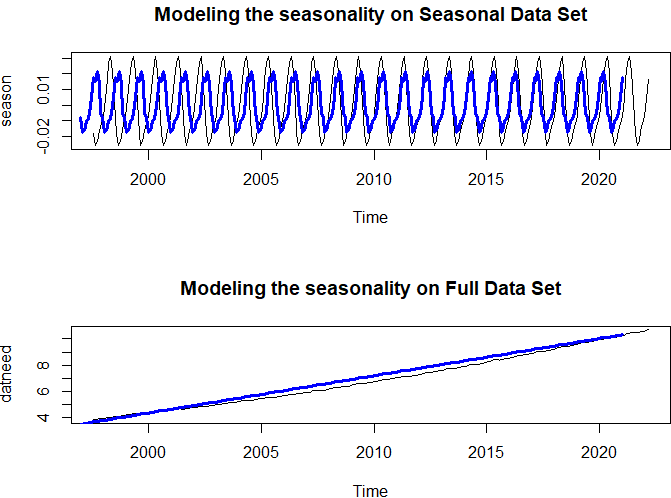 Modeling the seasonality on Seasonal Data Set
season
0.01
-0.02
2000 2005 2010 2015 2020
Time
Modeling the seasonality on Full Data Set
datneed
8
6
4
2000 2005 2010 2015 2020
Time